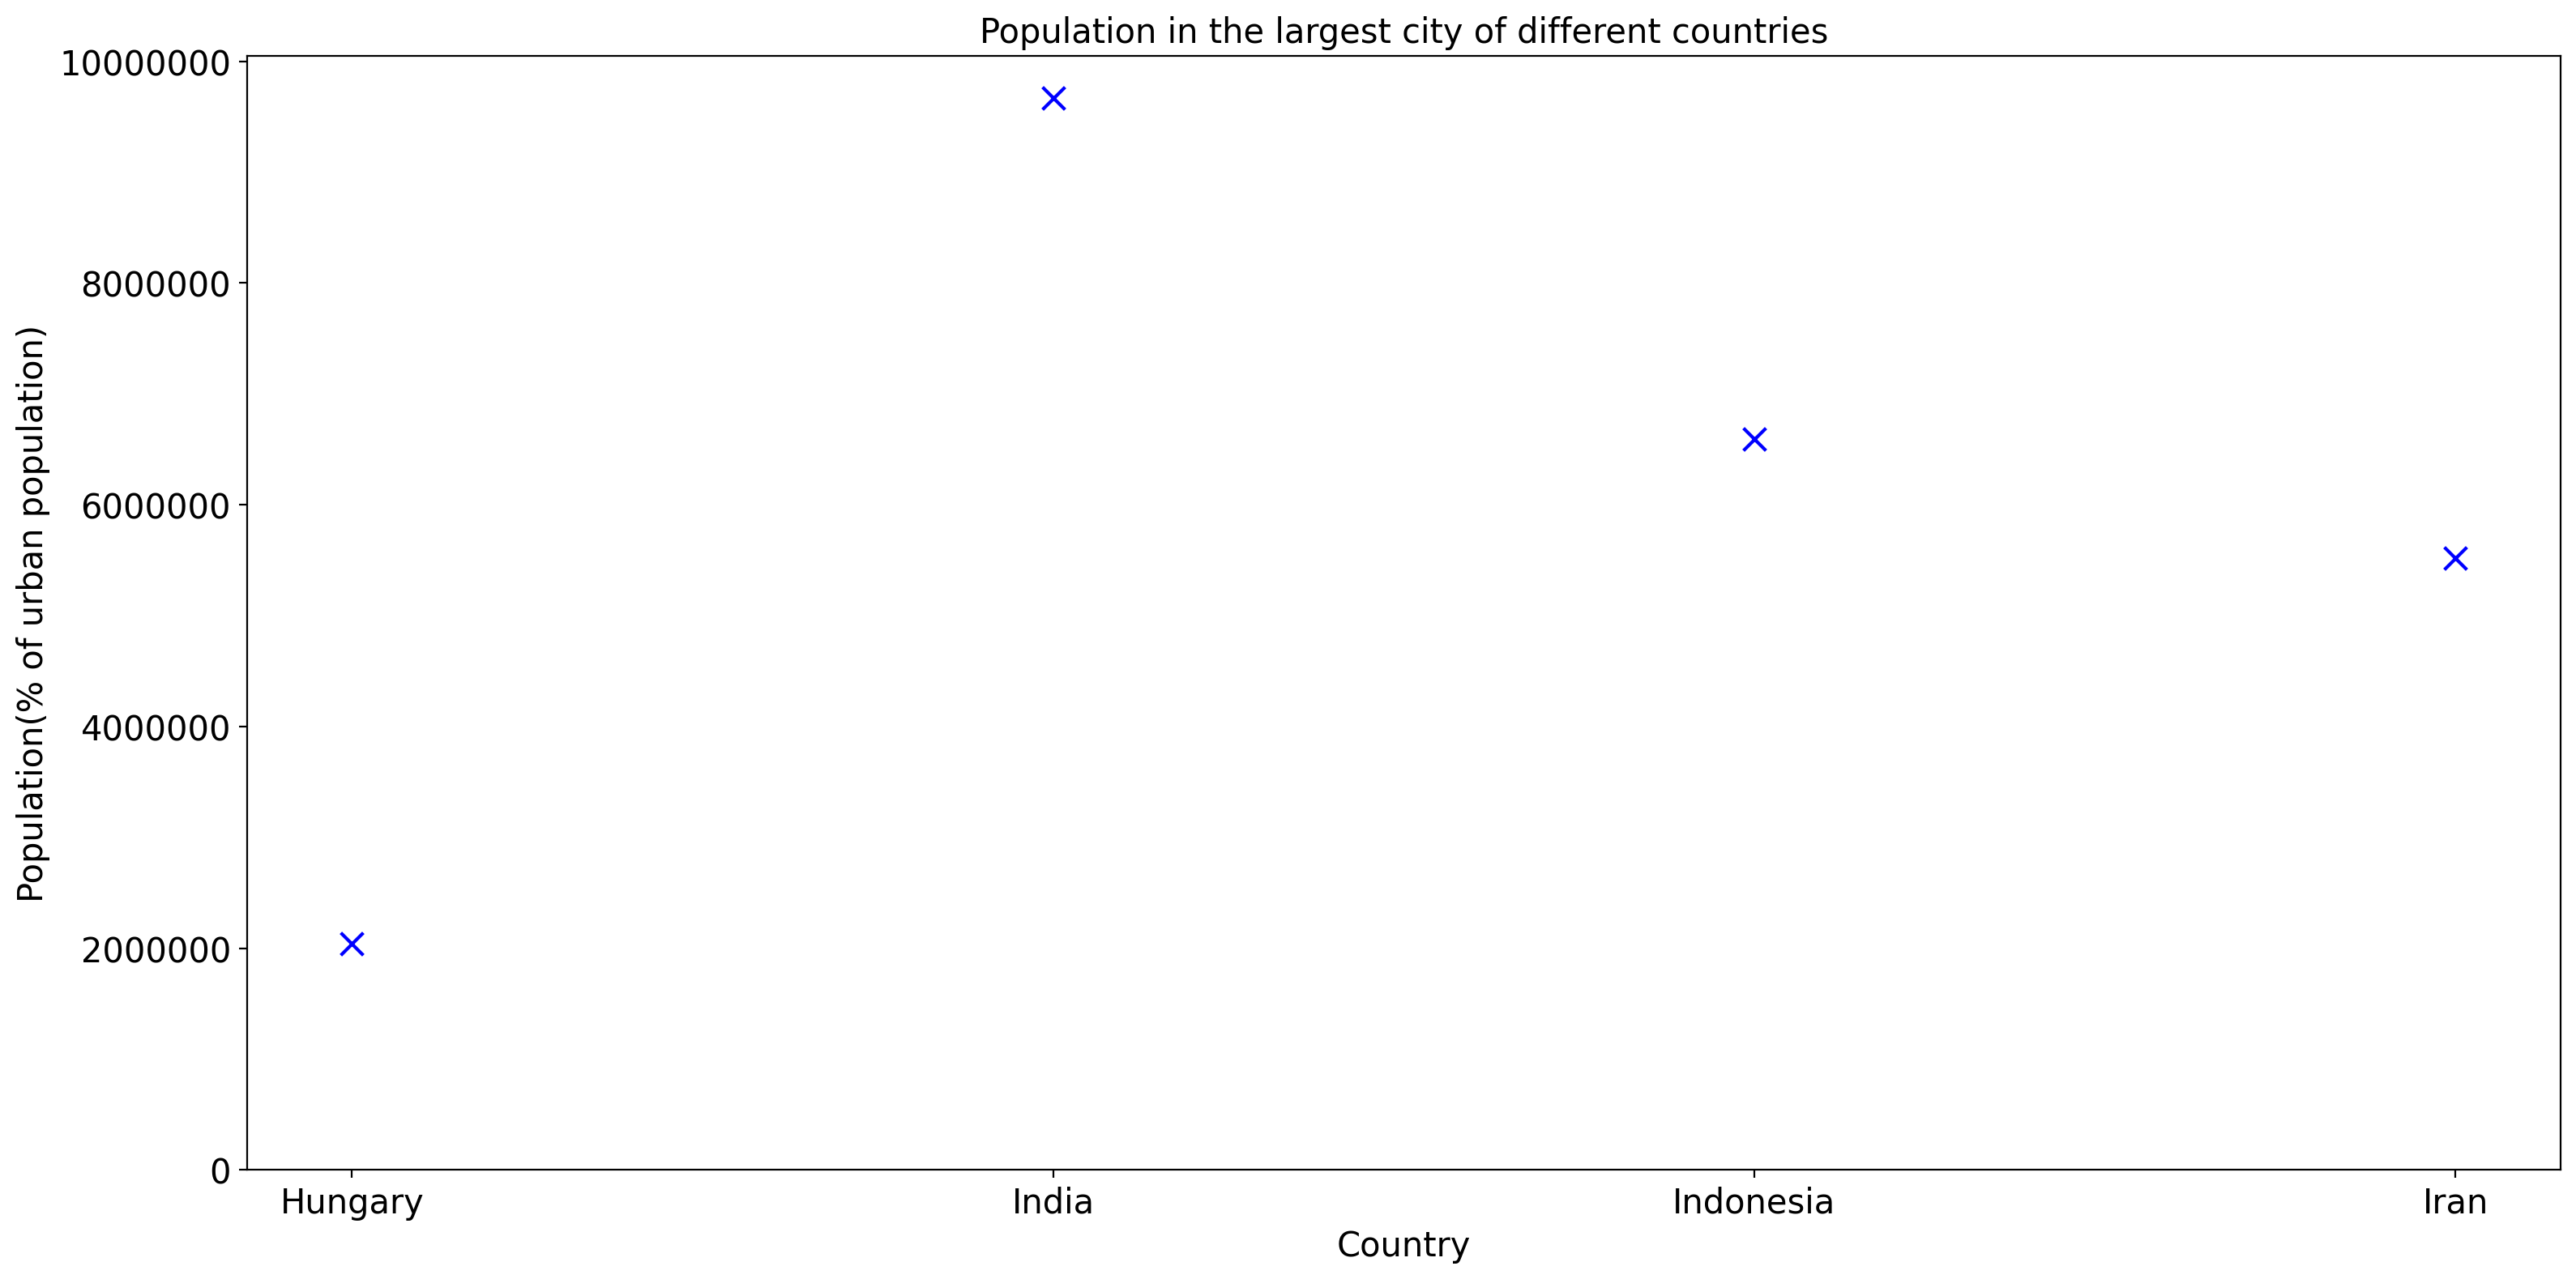 Population in the largest city of different countries
Population(% of urban population)
10000000
8000000
6000000
4000000
2000000
0
Hungary India Indonesia Iran
Country